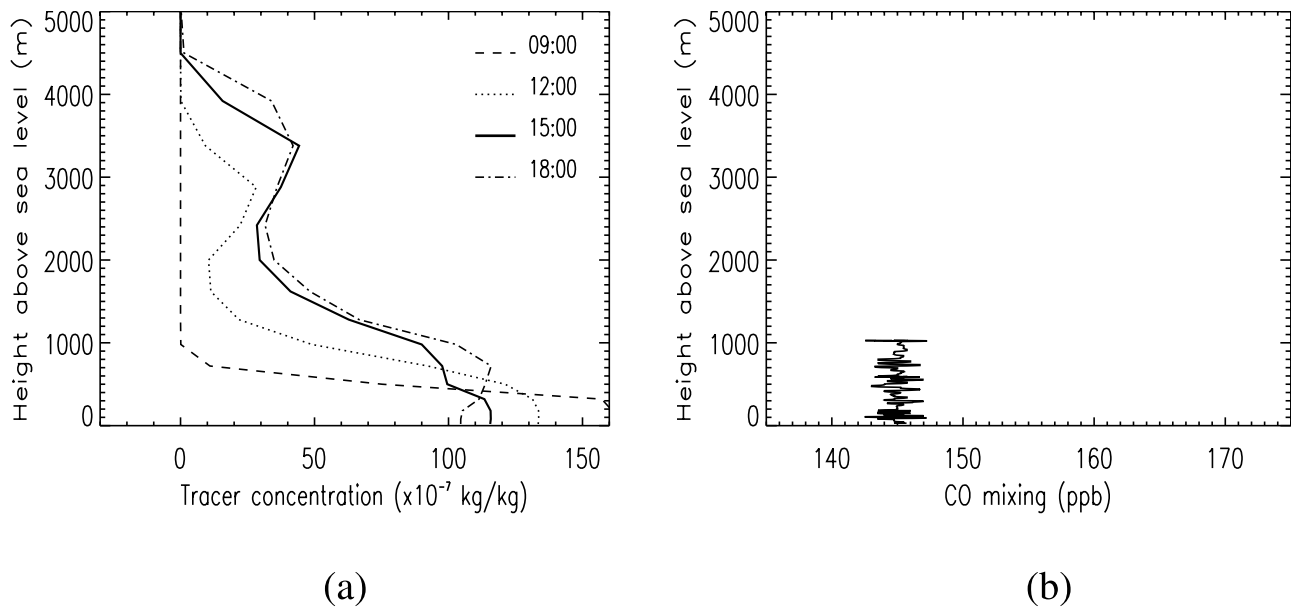 5000
4000
3000
2000
1000
0
Height above sea level (m)
09:00
12:00
15:00
18:00
0 50 100 150
Tracer concentration (x10⁻⁷ kg/kg)
(a)
5000
4000
3000
2000
1000
0
Height above sea level (m)
140 150 160 170
CO mixing (ppb)
(b)